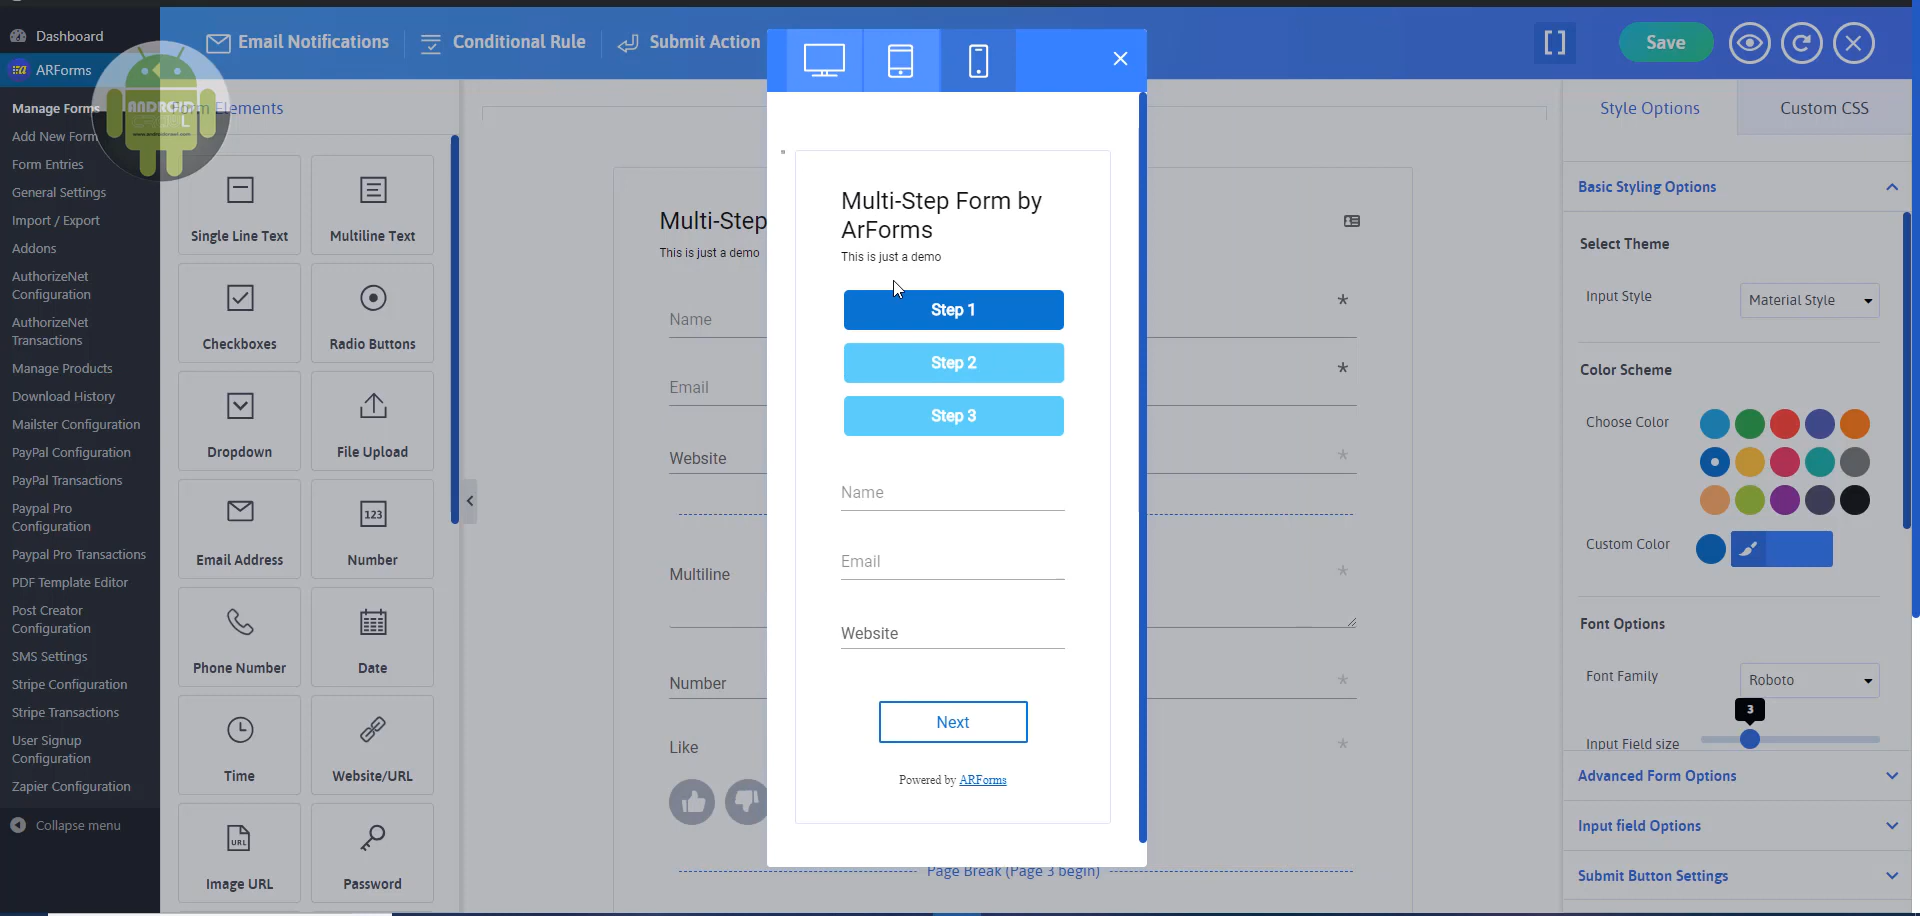 Dashboard
ARForms
Manage Forms
Add New Form
Form Entries
General Settings
Import / Export
Addons
AuthorizeNet
Configuration
AuthorizeNet
Transactions
Manage Products
Download History
Mailster Configuration
PayPal Configuration
PayPal Transactions
Paypal Pro
Configuration
Paypal Pro Transactions
PDF Template Editor
Post Creator
Configuration
SMS Settings
Stripe Configuration
Stripe Transactions
User Signup
Configuration
Zapier Configuration
Collapse menu
Email Notifications
Conditional Rule
Submit Action
Save
Form Elements
Single Line Text
Multiline Text
Checkboxes
Radio Buttons
Dropdown
File Upload
Email Address
123
Number
Phone Number
Date
Time
Website/URL
URL
Image URL
Password
Multi-Step
This is just a demo
Name
*
Email
*
Website
*
Multiline
*
Number
*
Like
*
Page Break (Page 3 begin)
Multi-Step Form by
ArForms
This is just a demo
Step 1
Step 2
Step 3
Name
Email
Website
Next
Powered by ARForms
Style Options
Custom CSS
Basic Styling Options
Select Theme
Input Style
Material Style
Color Scheme
Choose Color
Custom Color
Font Options
Font Family
Roboto
3
Input Field size
Advanced Form Options
Input field Options
Submit Button Settings